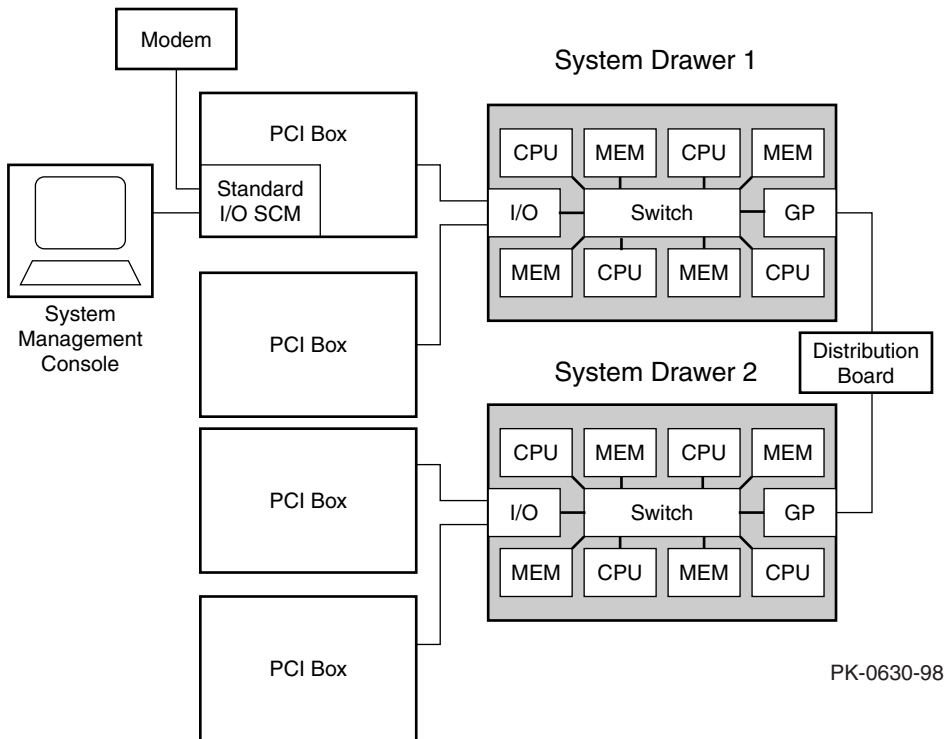 Modem
System Drawer 1
PCI Box
Standard
I/O SCM
System
Management
Console
CPU MEM CPU MEM
I/O Switch GP
MEM CPU MEM CPU
PCI Box
Distribution
Board
System Drawer 2
PCI Box
CPU MEM CPU MEM
I/O Switch GP
MEM CPU MEM CPU
PCI Box
PK-0630-98